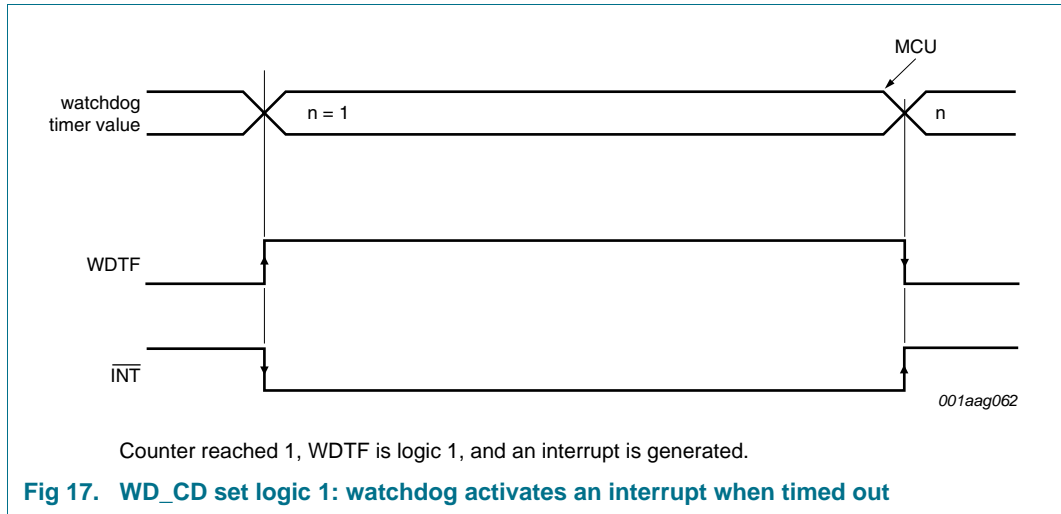 MCU
watchdog
timer value
n = 1
n
WDTF
INT
001aag062
Counter reached 1, WDTF is logic 1, and an interrupt is generated.
Fig 17. WD_CD set logic 1: watchdog activates an interrupt when timed out